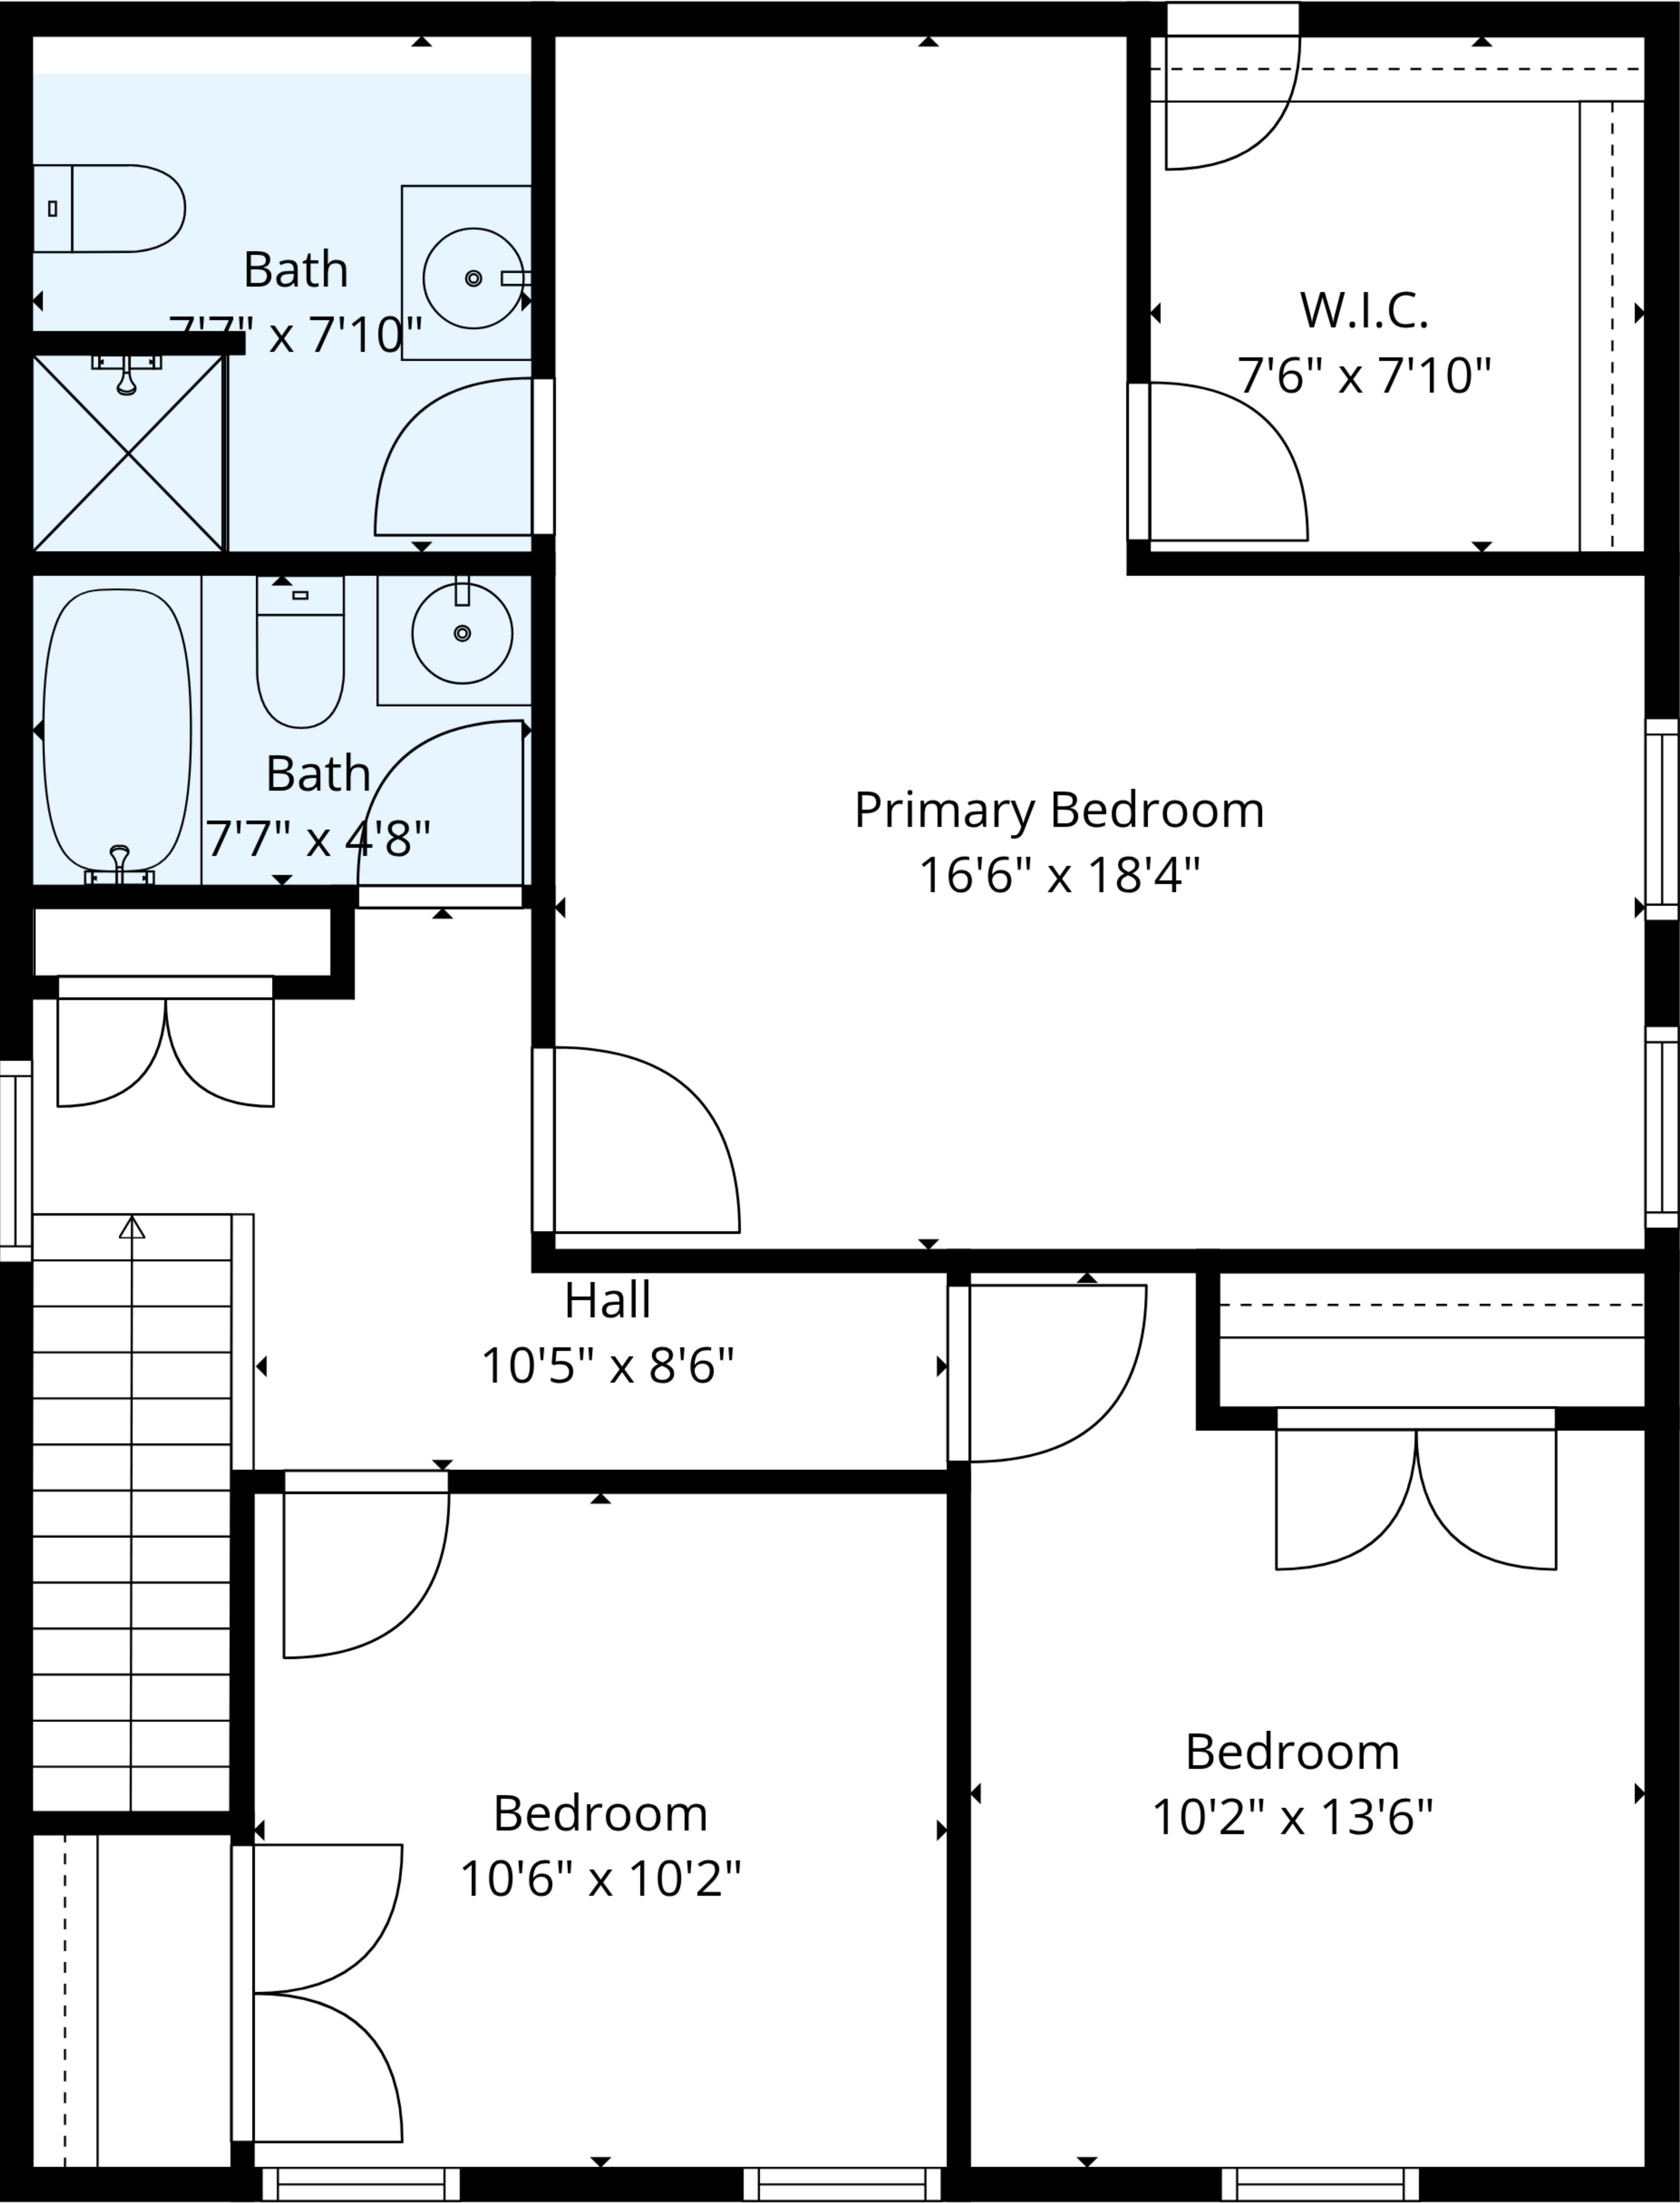 Bath
7'7" x 7'10"
W.I.C.
7'6" x 7'10"
Bath
7'7" x 4'8"
Primary Bedroom
16'6" x 18'4"
Hall
10'5" x 8'6"
Bedroom
10'2" x 13'6"
Bedroom
10'6" x 10'2"